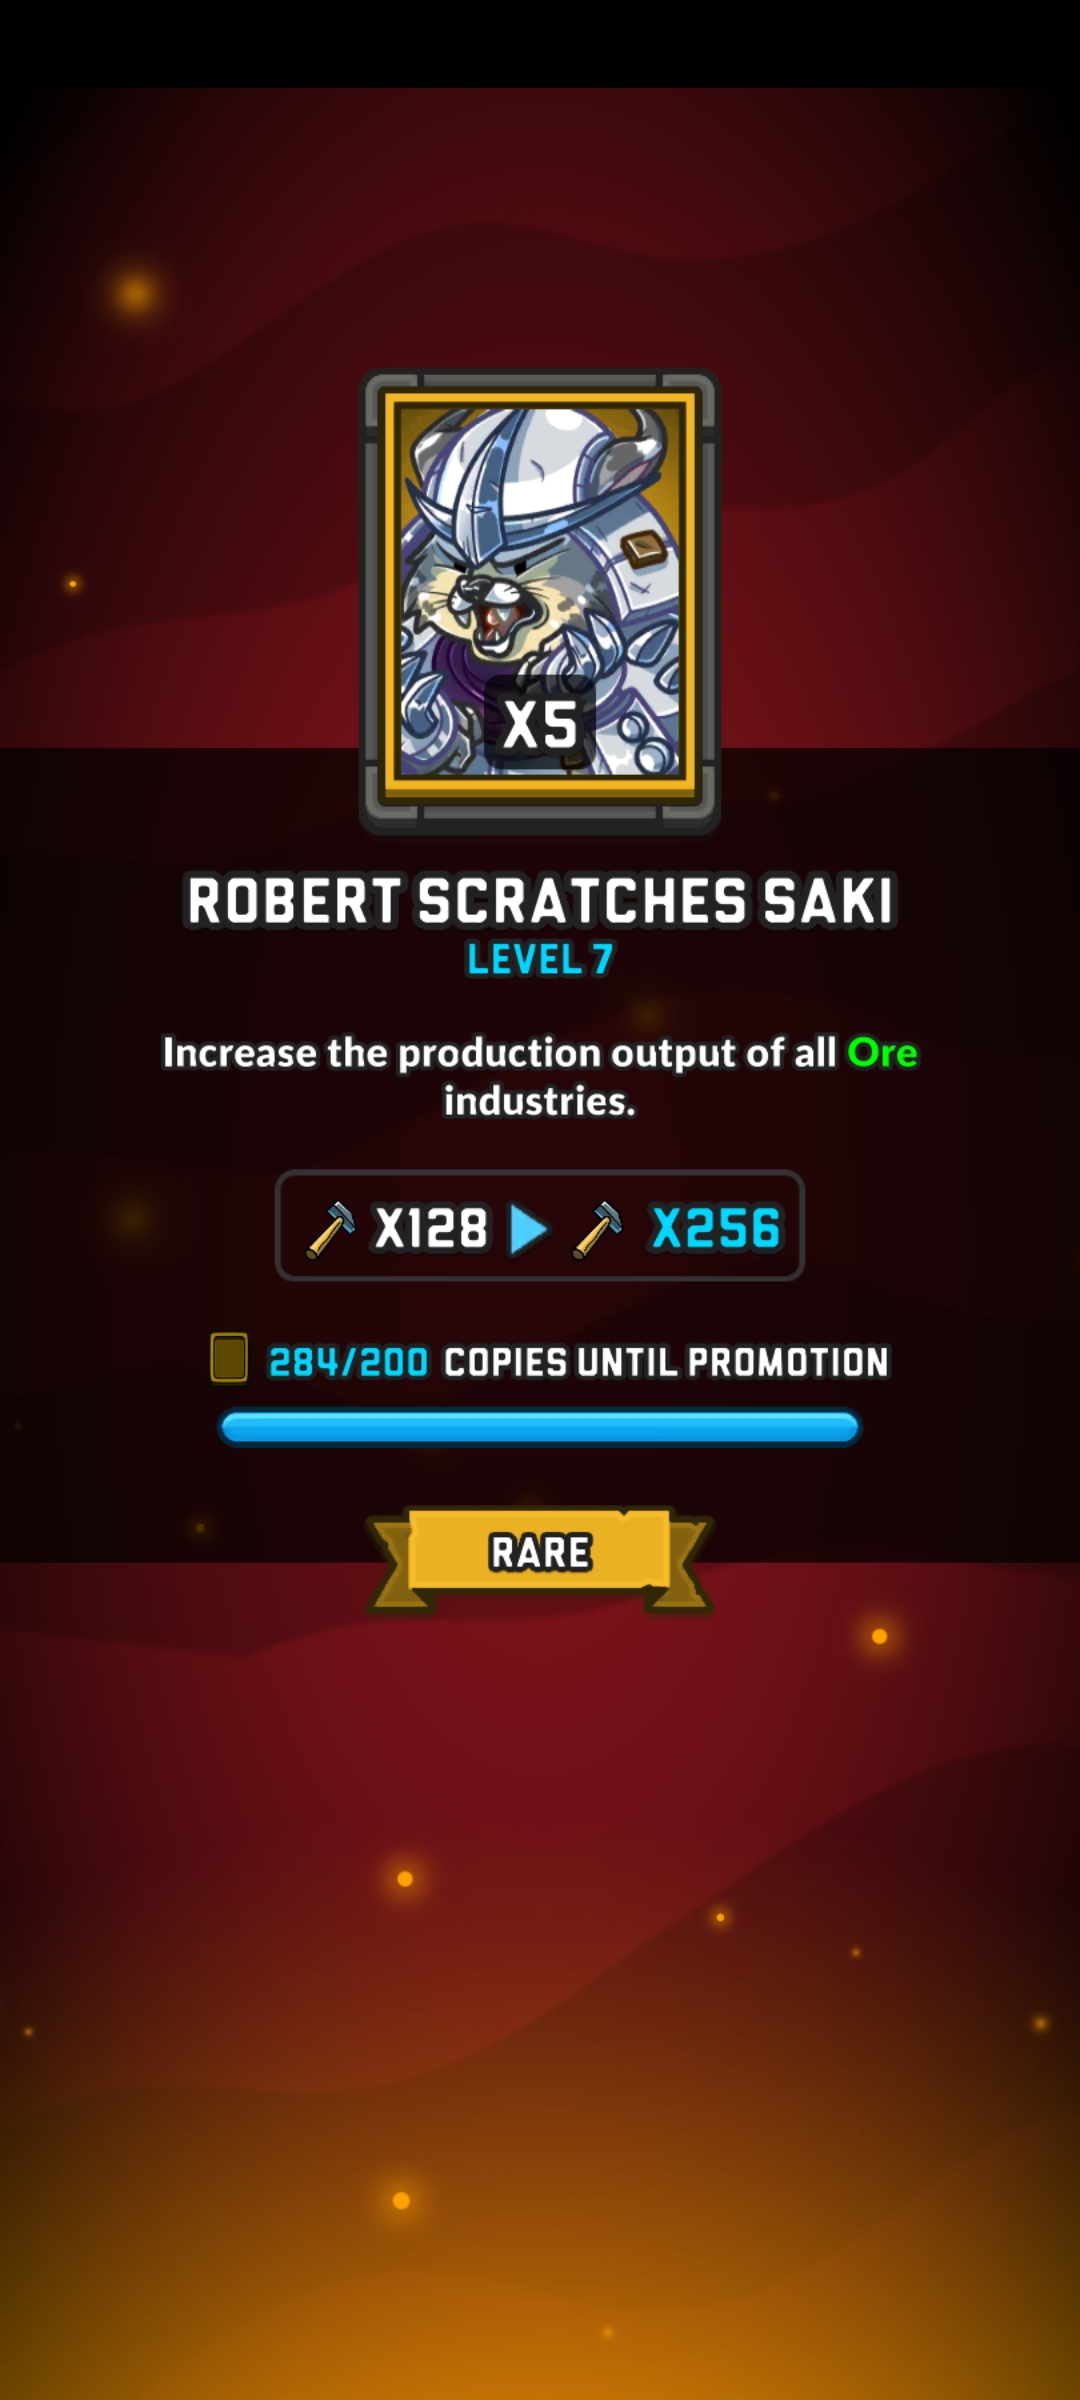 X5
ROBERT SCRATCHES SAKI
LEVEL 7
Increase the production output of all Ore
industries.
X128 X256
284/200 COPIES UNTIL PROMOTION
RARE